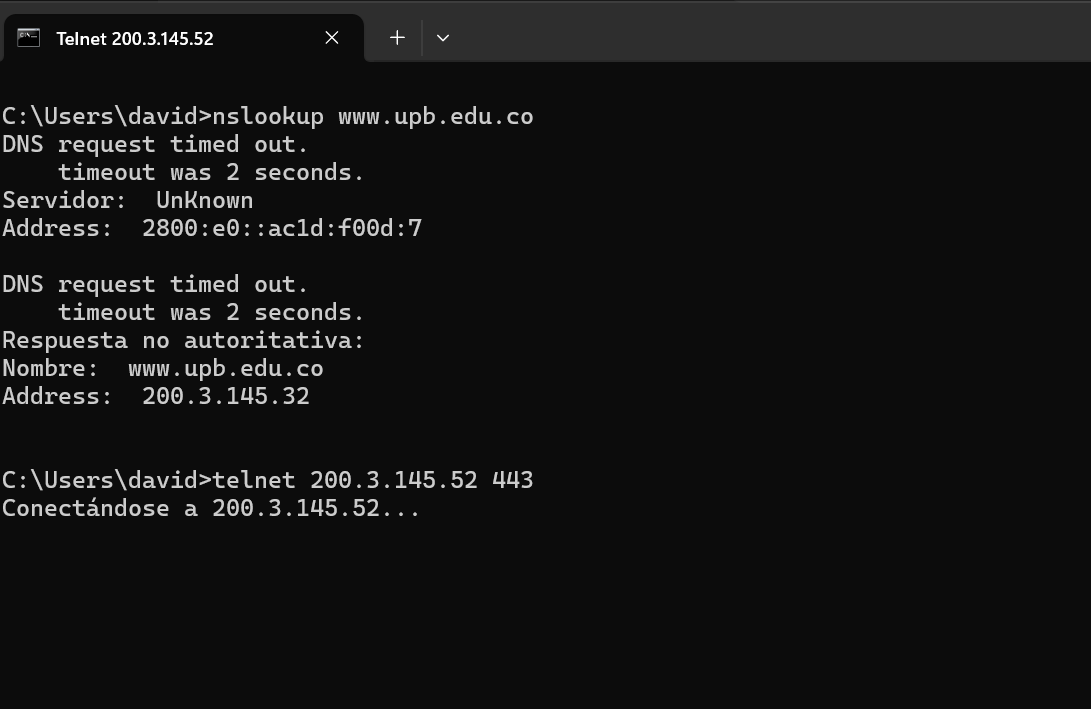 Telnet 200.3.145.52
C:\Users\david>nslookup www.upb.edu.co
DNS request timed out.
    timeout was 2 seconds.
Servidor:  UnKnown
Address:  2800:e0::ac1d:f00d:7
DNS request timed out.
    timeout was 2 seconds.
Respuesta no autoritativa:
Nombre:  www.upb.edu.co
Address:  200.3.145.32
C:\Users\david>telnet 200.3.145.52 443
Conectándose a 200.3.145.52...